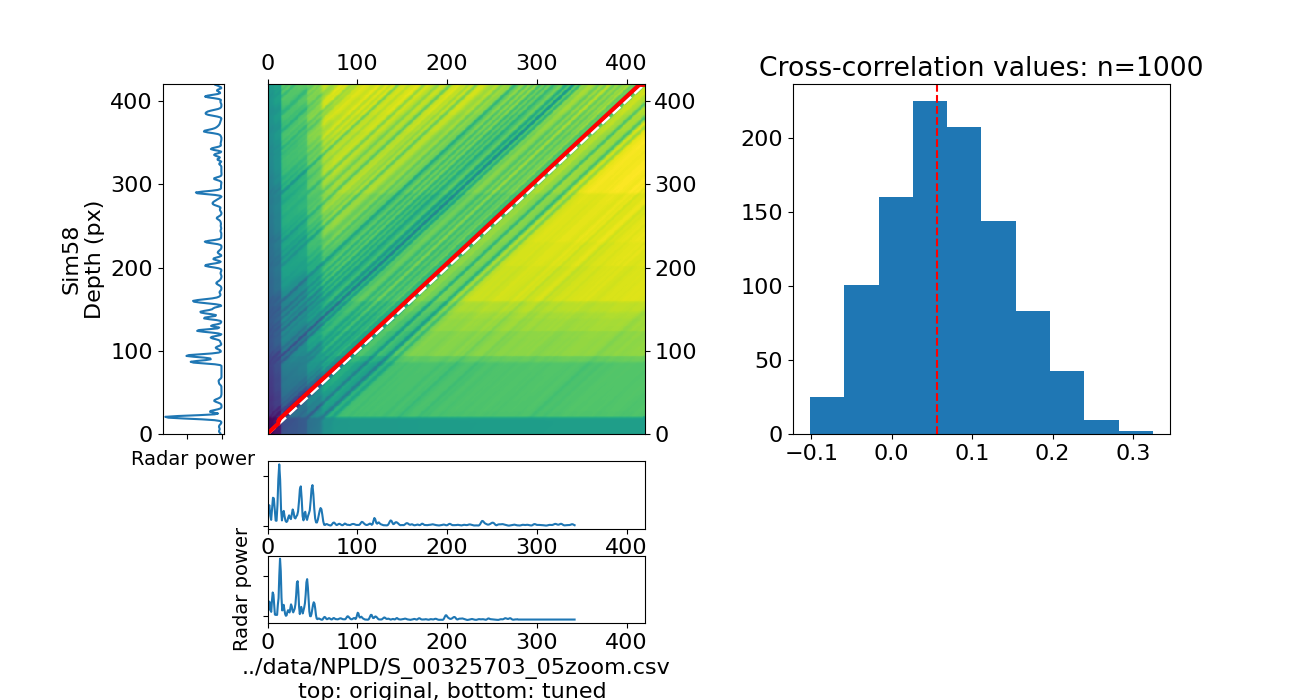 0 100 200 300 400
Cross-correlation values: n=1000
400
300
200
100
0
Sim58
Depth (px)
Radar power
400
300
200
100
0
200
150
100
50
0
−0.1 0.0 0.1 0.2 0.3
0 100 200 300 400
Radar power
0 100 200 300 400
../data/NPLD/S_00325703_05zoom.csv
top: original, bottom: tuned